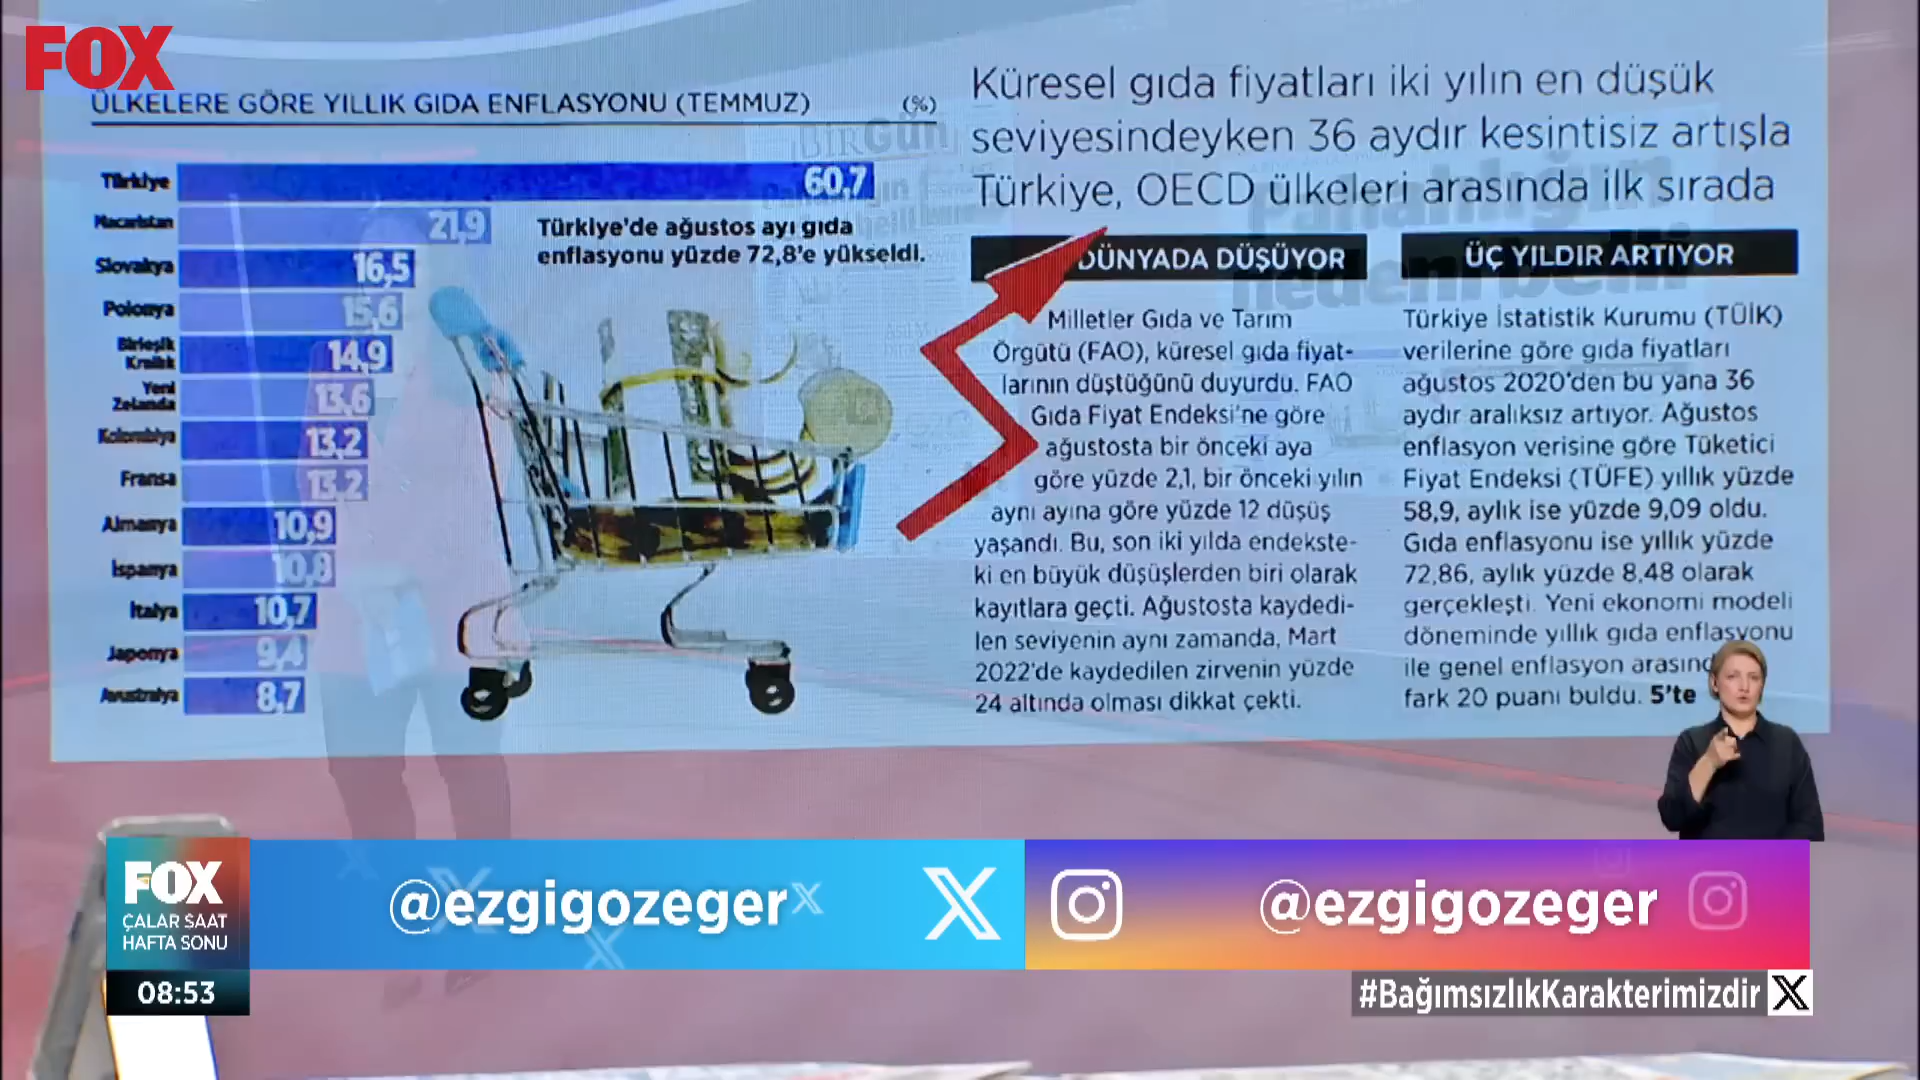 FOX
ÜLKELERE GÖRE YILLIK GIDA ENFLASYONU (TEMMUZ) (%)
Türkiye 60,7
Macaristan 21,9
Slovakya 16,5
Polonya 15,6
Birleşik
Krallık 14,9
Yeni
Zelanda 13,6
Kolombiya 13,2
Fransa 13,2
Almanya 10,9
İspanya 10,8
İtalya 10,7
Japonya 9,4
Avustralya 8,7
Türkiye'de ağustos ayı gıda
enflasyonu yüzde 72,8'e yükseldi.
Küresel gıda fiyatları iki yılın en düşük
seviyesindeyken 36 aydır kesintisiz artışla
Türkiye, OECD ülkeleri arasında ilk sırada
DÜNYADA DÜŞÜYOR
Milletler Gıda ve Tarım
Örgütü (FAO), küresel gıda fiyat-
larının düştüğünü duyurdu. FAO
Gıda Fiyat Endeksi'ne göre
ağustosta bir önceki aya
göre yüzde 2,1, bir önceki yılın
aynı ayına göre yüzde 12 düşüş
yaşandı. Bu, son iki yılda endekste-
ki en büyük düşüşlerden biri olarak
kayıtlara geçti. Ağustosta kaydedi-
len seviyenin aynı zamanda, Mart
2022'de kaydedilen zirvenin yüzde
24 altında olması dikkat çekti.
ÜÇ YILDIR ARTIYOR
Türkiye İstatistik Kurumu (TÜİK)
verilerine göre gıda fiyatları
ağustos 2020'den bu yana 36
aydır aralıksız artıyor. Ağustos
enflasyon verisine göre Tüketici
Fiyat Endeksi (TÜFE) yıllık yüzde
58,9, aylık ise yüzde 9,09 oldu.
Gıda enflasyonu ise yıllık yüzde
72,86, aylık yüzde 8,48 olarak
gerçekleşti. Yeni ekonomi modeli
döneminde yıllık gıda enflasyonu
ile genel enflasyon arasınd
fark 20 puanı buldu. 5'te
BirGün
Pahalılığın
nedeni belli
FOX
ÇALAR SAAT
HAFTA SONU
08:53
@ezgigozeger
@ezgigozeger
#BağımsızlıkKarakterimizdir